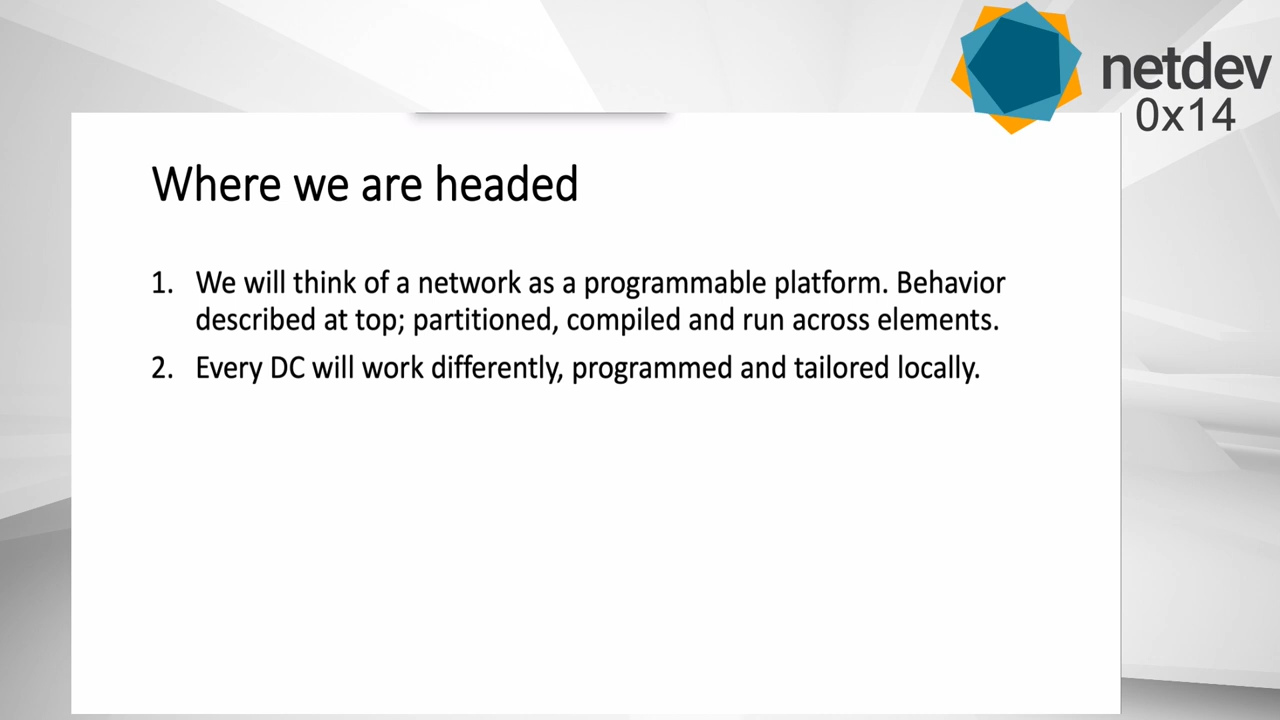 netdev
0x14
Where we are headed
1. We will think of a network as a programmable platform. Behavior
described at top; partitioned, compiled and run across elements.
2. Every DC will work differently, programmed and tailored locally.